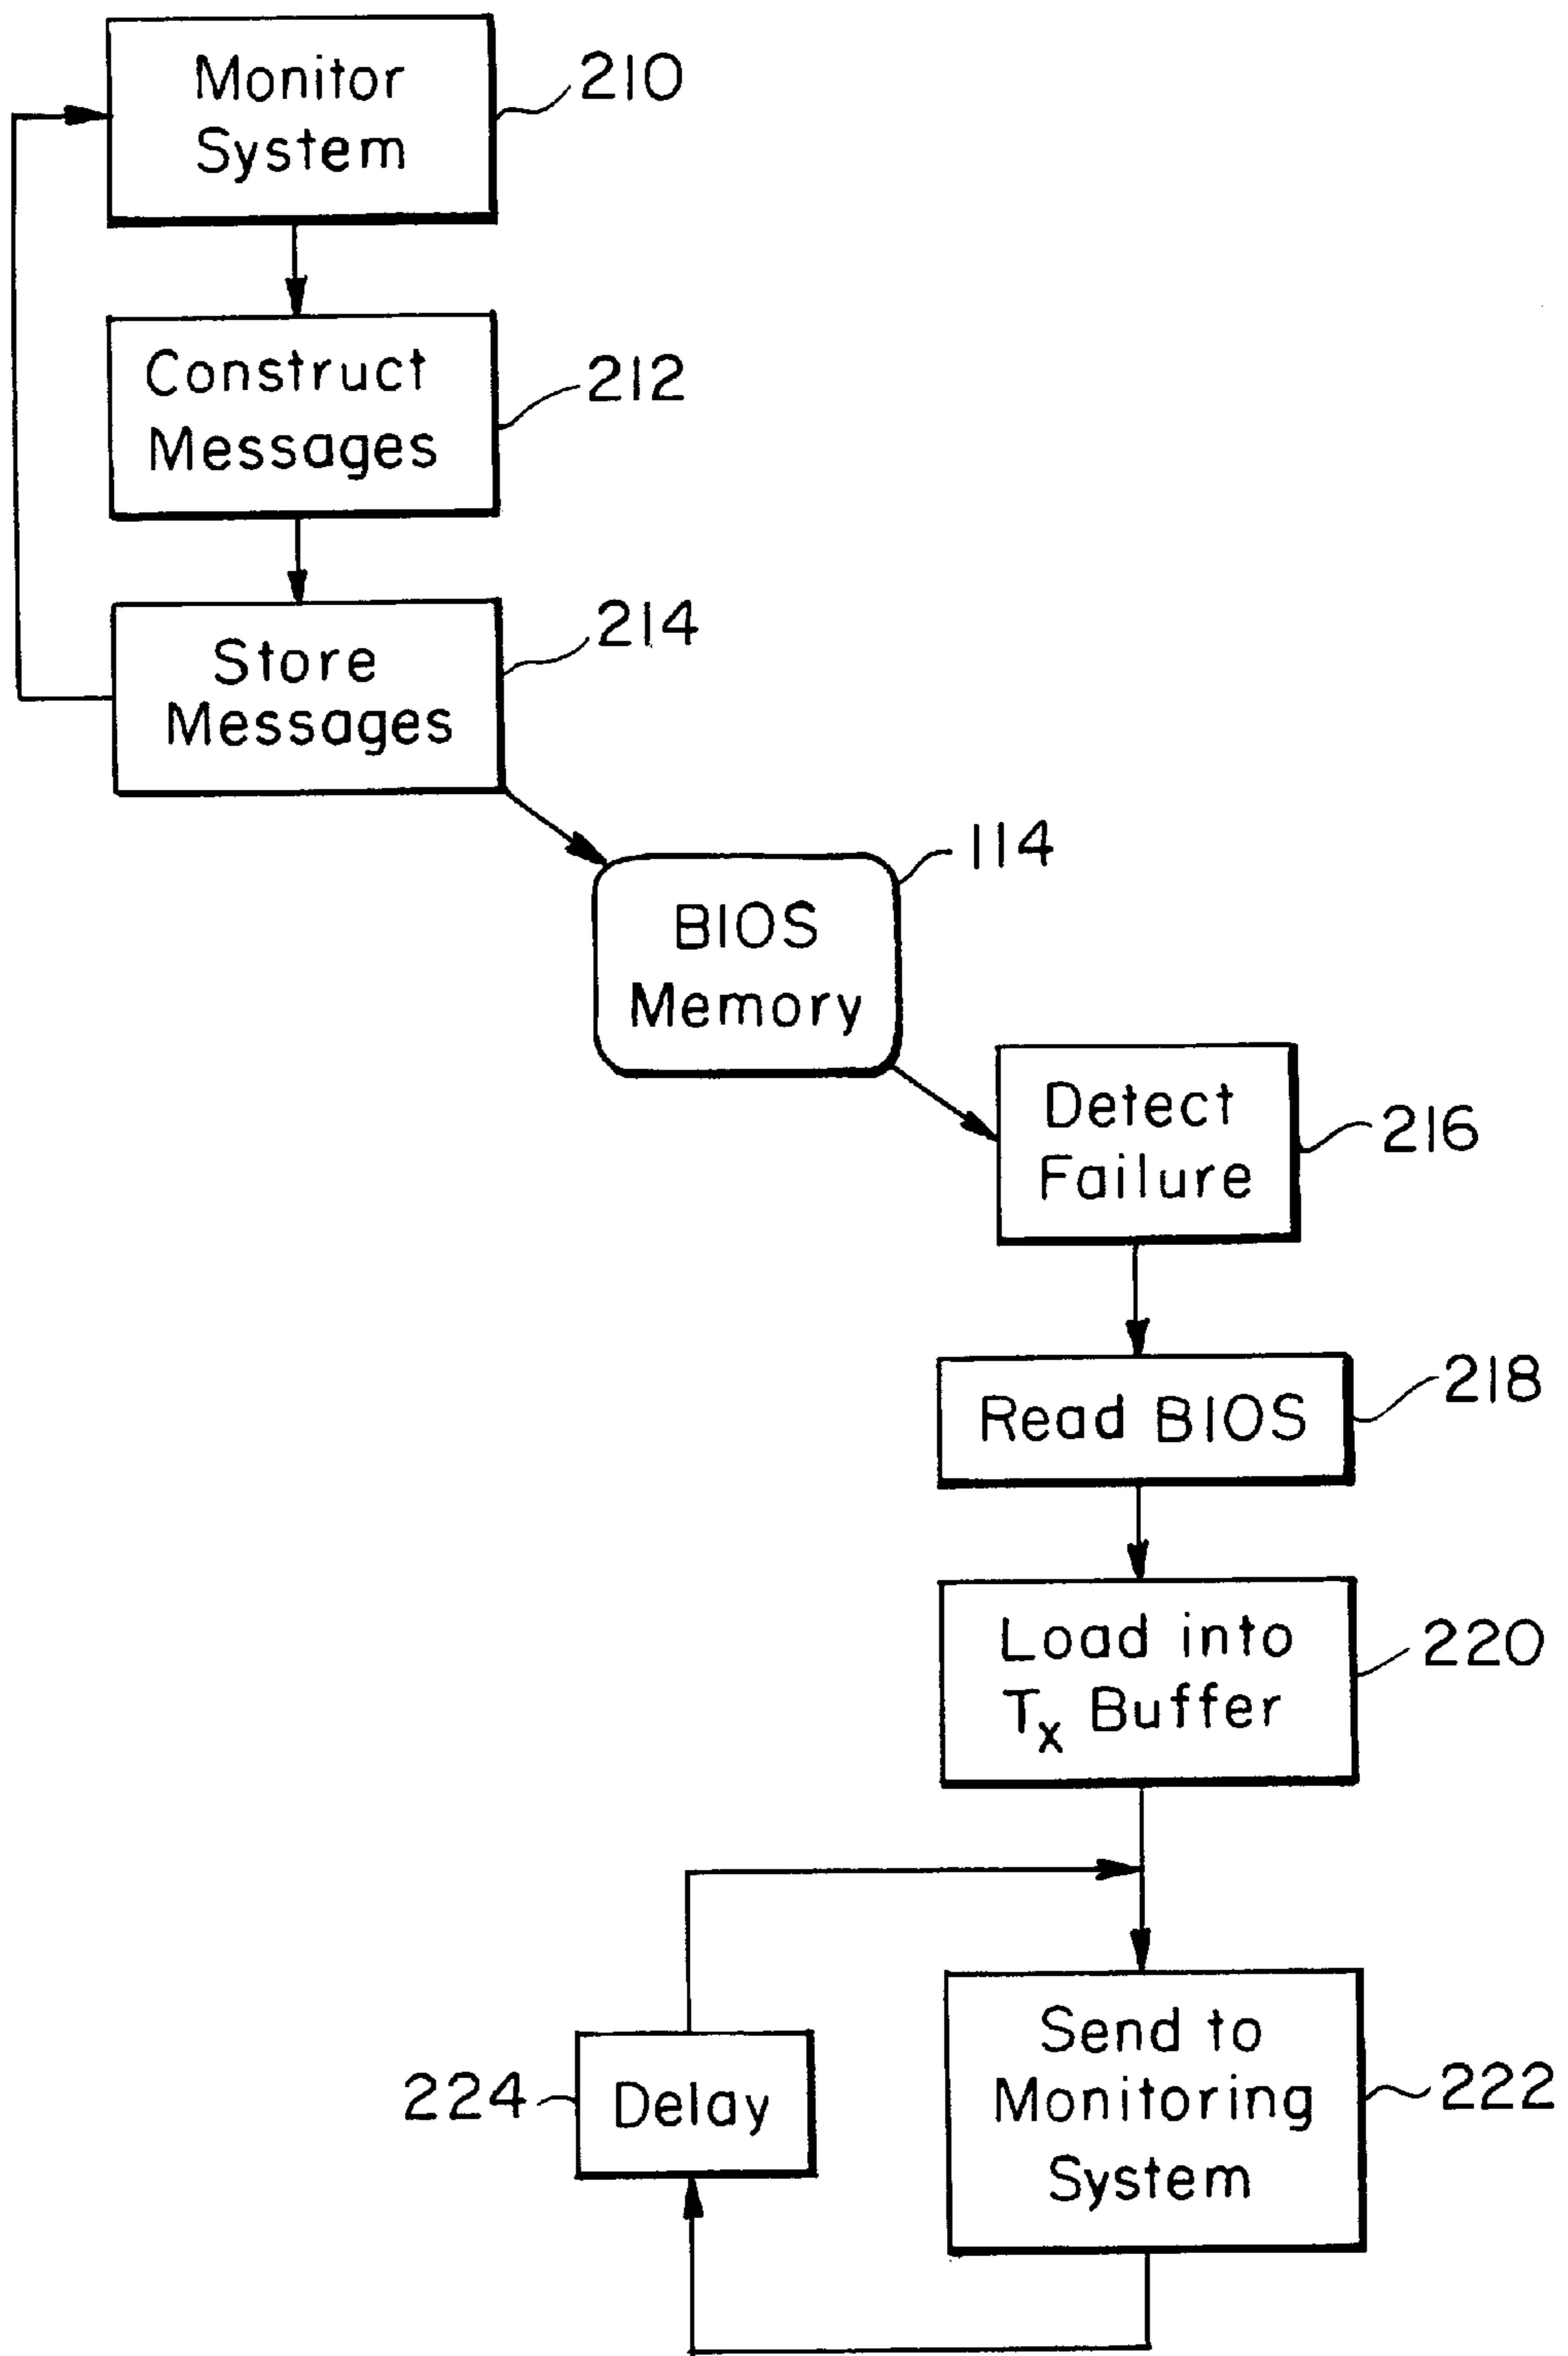 Monitor
System
210
Construct
Messages
212
Store
Messages
214
BIOS
Memory
114
Detect
Failure
216
Read BIOS
218
Load into
Tx Buffer
220
Send to
Monitoring
System
222
224
Delay